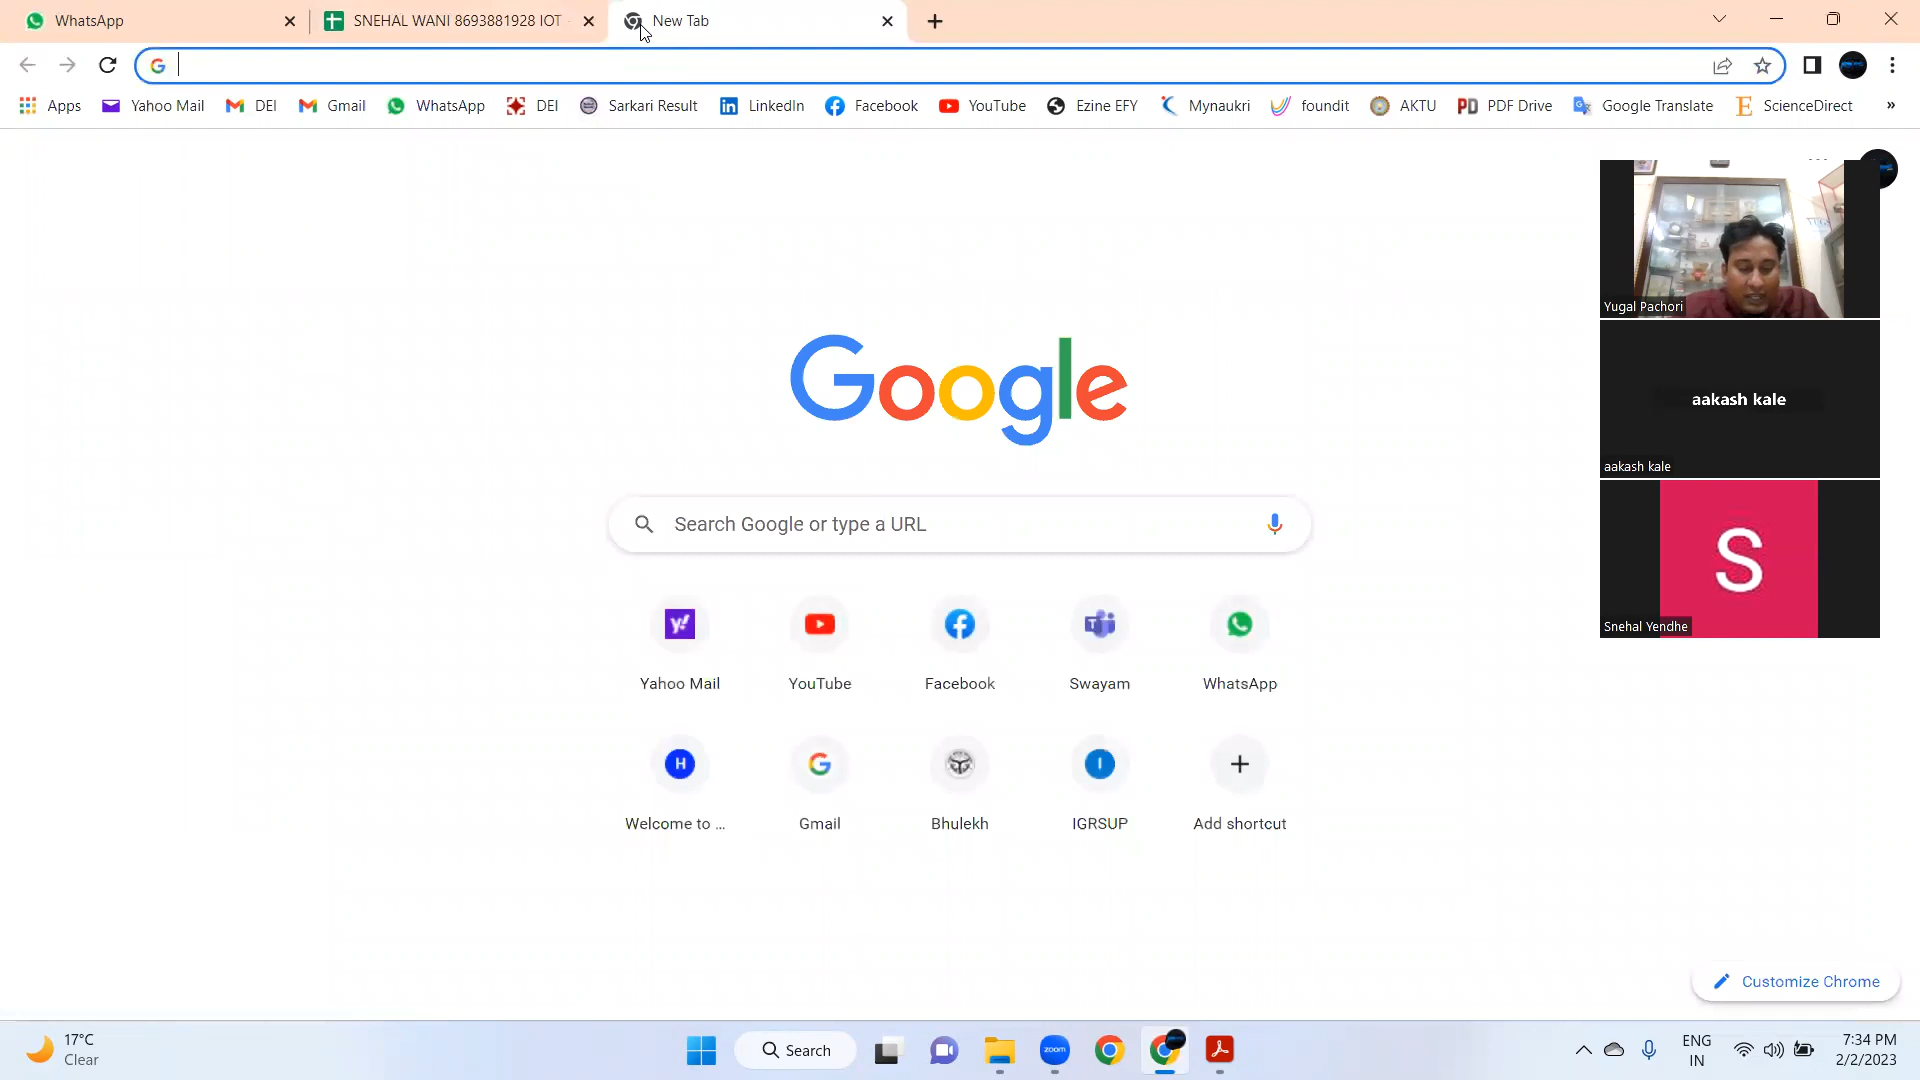 WhatsApp
SNEHAL WANI 8693881928 IOT
New Tab
Apps
Yahoo Mail
DEI
Gmail
WhatsApp
DEI
Sarkari Result
LinkedIn
Facebook
YouTube
Ezine EFY
Mynaukri
foundit
AKTU
PDF Drive
Google Translate
ScienceDirect
»
Yugal Pachori
aakash kale
aakash kale
S
Snehal Yendhe
Google
Search Google or type a URL
Yahoo Mail
YouTube
Facebook
Swayam
WhatsApp
H
I
Welcome to ...
Gmail
Bhulekh
IGRSUP
Add shortcut
Customize Chrome
17°C
Clear
Search
zoom
ENG
IN
7:34 PM
2/2/2023